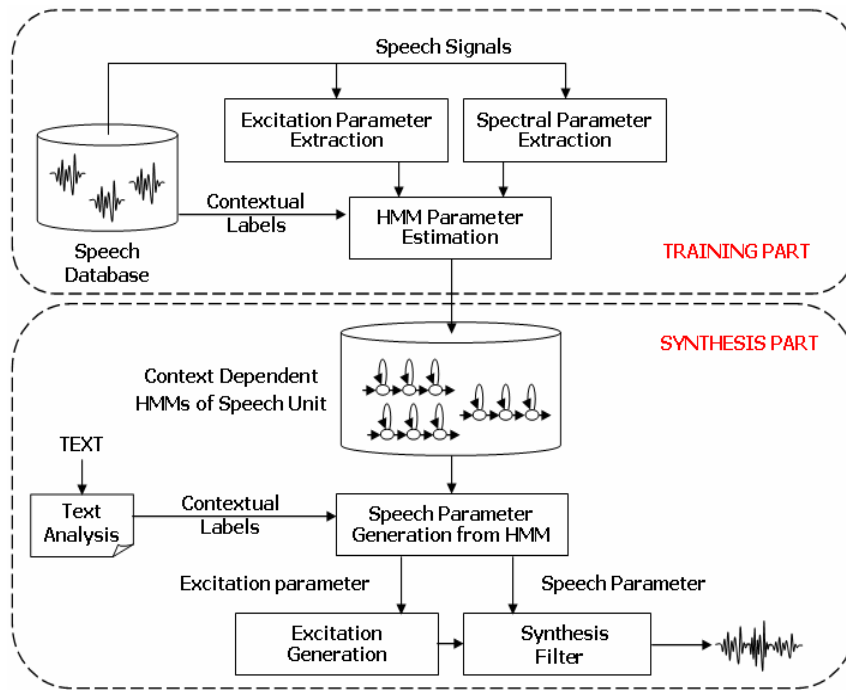 Speech Signals
Excitation Parameter
Extraction
Spectral Parameter
Extraction
Contextual
Labels
HMM Parameter
Estimation
Speech
Database
TRAINING PART
SYNTHESIS PART
Context Dependent
HMMs of Speech Unit
TEXT
Text
Analysis
Contextual
Labels
Speech Parameter
Generation from HMM
Excitation parameter
Speech Parameter
Excitation
Generation
Synthesis
Filter